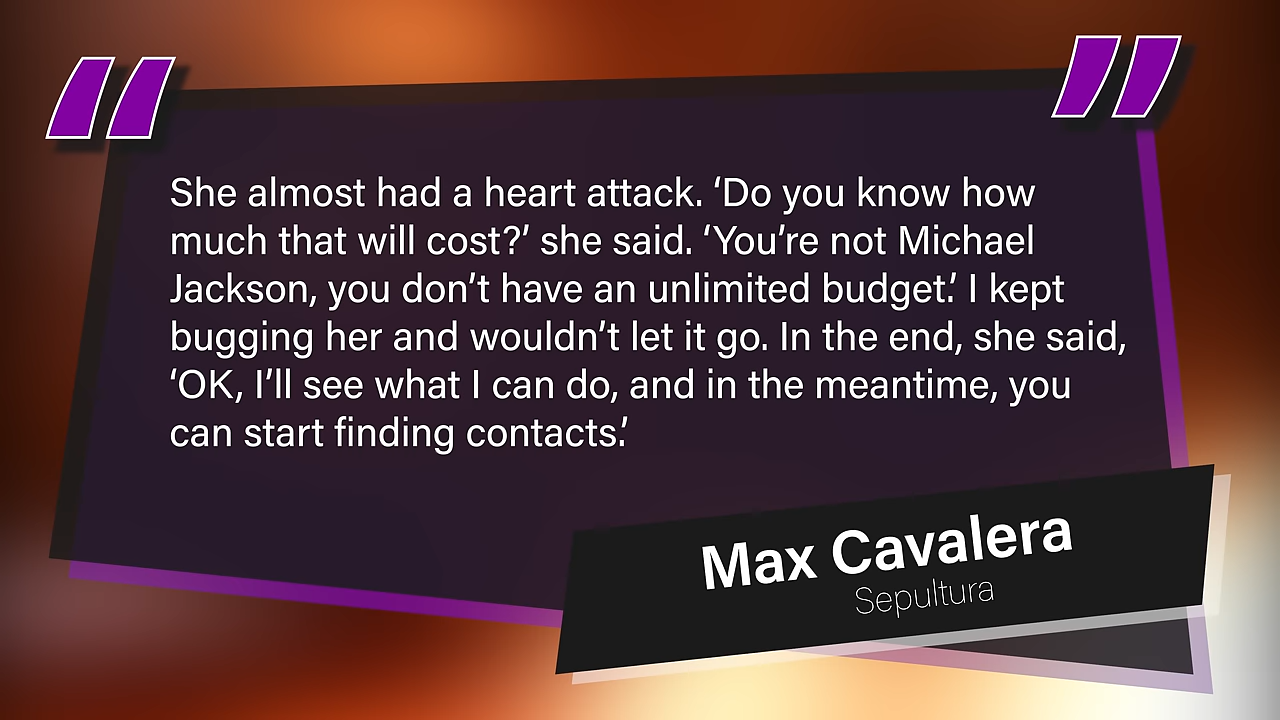 She almost had a heart attack. ‘Do you know how
much that will cost?’ she said. ‘You’re not Michael
Jackson, you don’t have an unlimited budget.’ I kept
bugging her and wouldn’t let it go. In the end, she said,
‘OK, I’ll see what I can do, and in the meantime, you
can start finding contacts.’
Max Cavalera
Sepultura